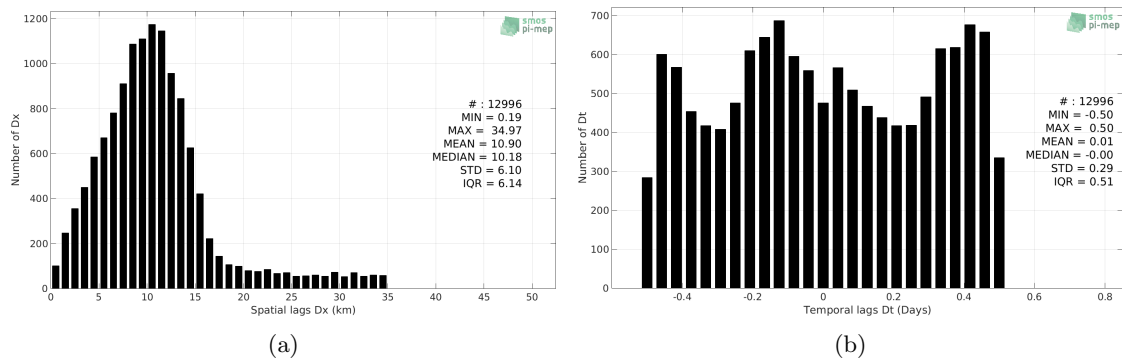 1200
1000
800
600
400
200
0
Number of Dx
0 5 10 15 20 25 30 35 40 45 50
Spatial lags Dx (km)
smos
pi-mep
# : 12996
MIN = 0.19
MAX = 34.97
MEAN = 10.90
MEDIAN = 10.18
STD = 6.10
IQR = 6.14
(a)
700
600
500
400
300
200
100
0
Number of Dt
-0.4 -0.2 0 0.2 0.4 0.6 0.8
Temporal lags Dt (Days)
smos
pi-mep
# : 12996
MIN = -0.50
MAX = 0.50
MEAN = 0.01
MEDIAN = -0.00
STD = 0.29
IQR = 0.51
(b)